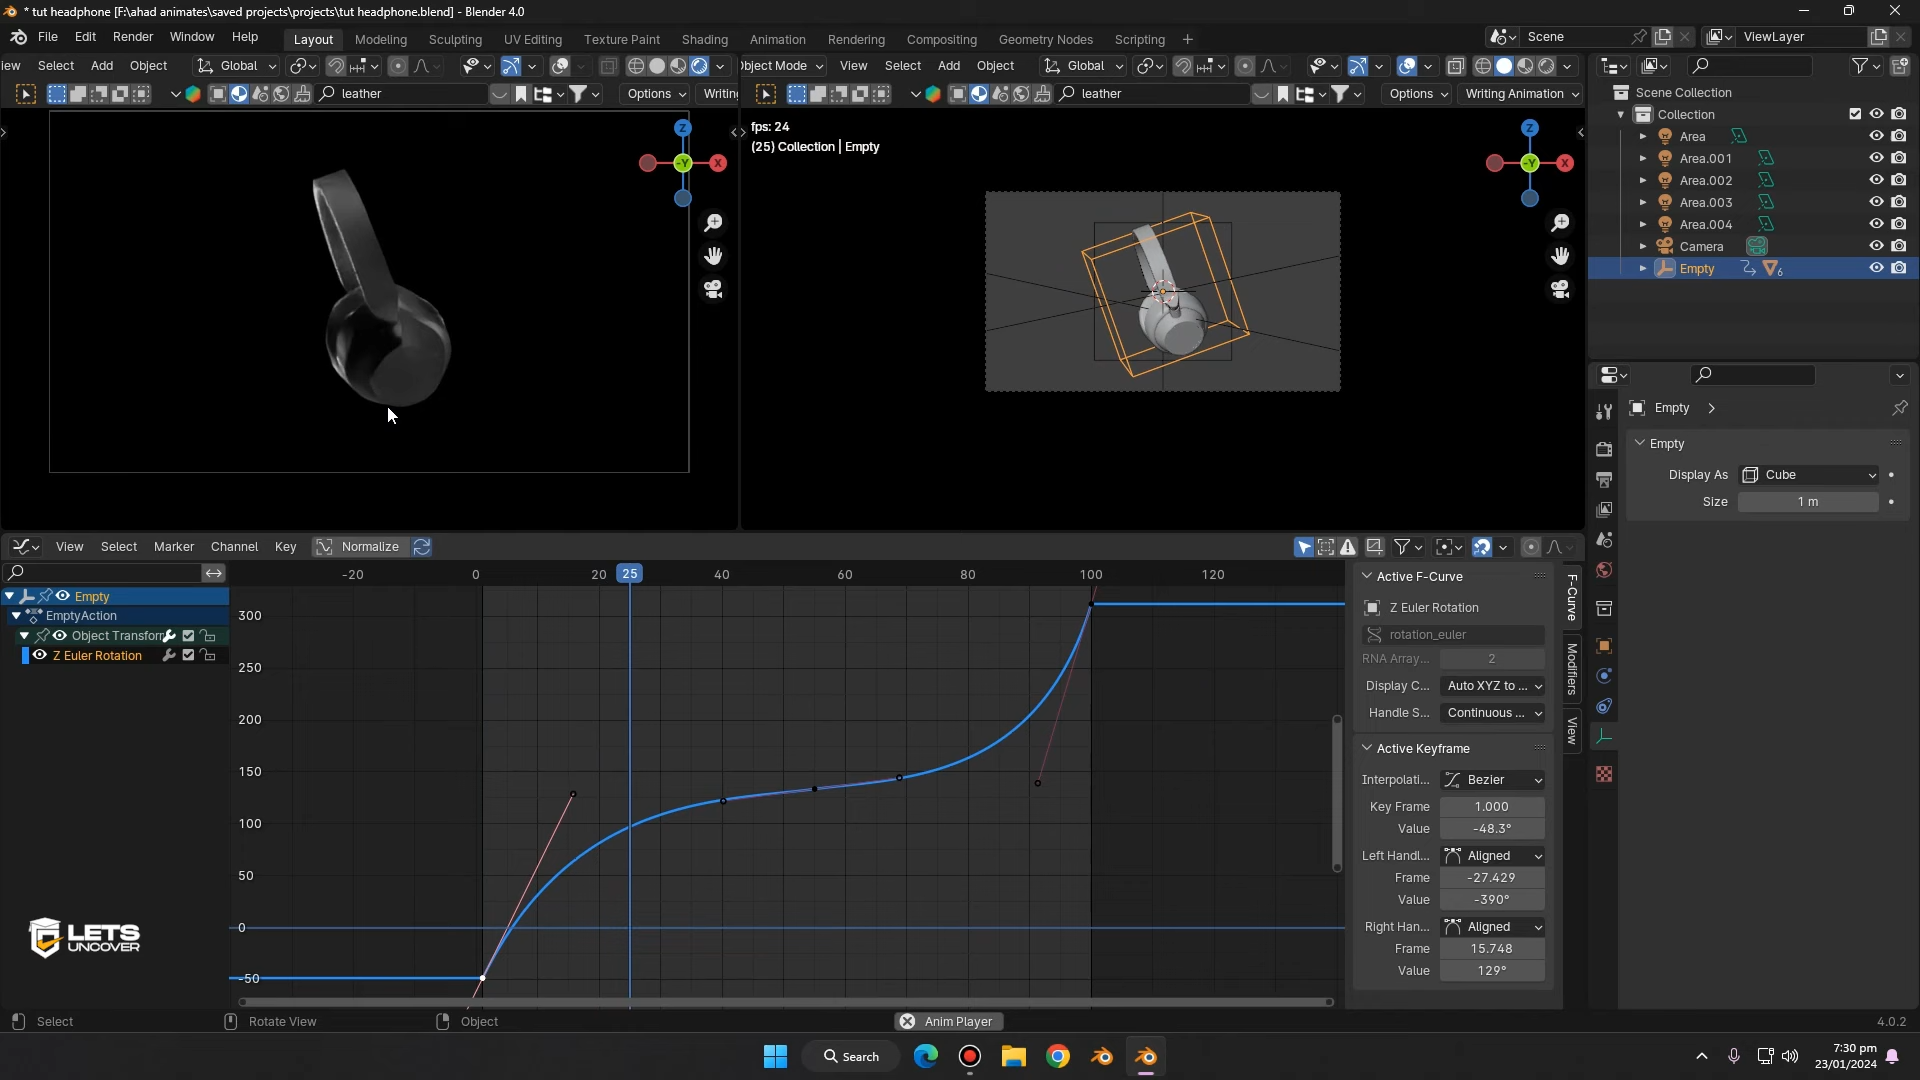 * tut headphone [F:\ahad animates\saved projects\projects\tut headphone.blend] - Blender 4.0
File Edit Render Window Help Layout Modeling Sculpting UV Editing Texture Paint Shading Animation Rendering Compositing Geometry Nodes Scripting + Scene ViewLayer
iew Select Add Object Global bject Mode View Select Add Object Global
leather Options Writin leather Options Writing Animation
Scene Collection
Collection
Area
Area.001
Area.002
Area.003
Area.004
Camera
Empty 6
fps: 24
(25) Collection | Empty
Z
-Y
X
Z
-Y
X
Empty
Empty
Display As Cube
Size 1 m
View Select Marker Channel Key Normalize
-20 0 20 25 40 60 80 100 120
Empty
EmptyAction
Object Transform
Z Euler Rotation
300
250
200
150
100
50
0
-50
Active F-Curve
Z Euler Rotation
rotation_euler
RNA Array... 2
Display C... Auto XYZ to ...
Handle S... Continuous ...
Active Keyframe
Interpolati... Bezier
Key Frame 1.000
Value -48.3°
Left Handl... Aligned
Frame -27.429
Value -390°
Right Han... Aligned
Frame 15.748
Value 129°
F-Curve
Modifiers
View
LETS
UNCOVER
Select Rotate View Object Anim Player 4.0.2
Search
7:30 pm
23/01/2024